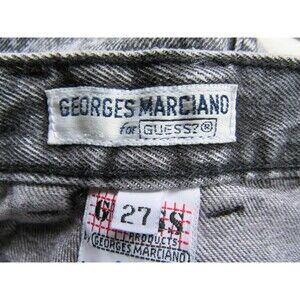 GEORGES MARCIANO
for GUESS?®
27
PRODUCTS
GEORGES MARCIANO